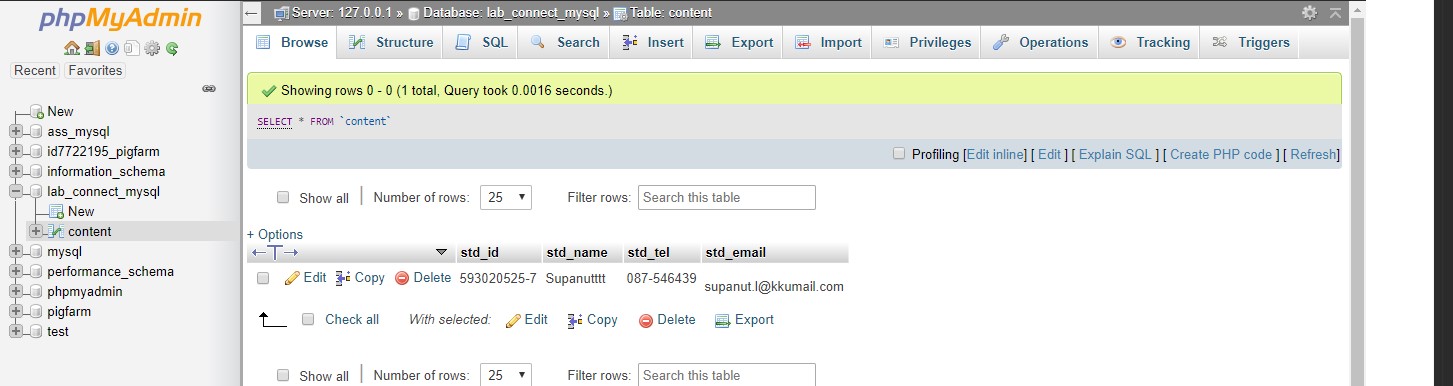 phpMyAdmin
Recent Favorites
New
ass_mysql
id7722195_pigfarm
information_schema
lab_connect_mysql
New
content
mysql
performance_schema
phpmyadmin
pigfarm
test
Server: 127.0.0.1 » Database: lab_connect_mysql » Table: content
Browse Structure SQL Search Insert Export Import Privileges Operations Tracking Triggers
Showing rows 0 - 0 (1 total, Query took 0.0016 seconds.)
SELECT * FROM `content`
Profiling [Edit inline] [ Edit ] [ Explain SQL ] [ Create PHP code ] [ Refresh]
Show all | Number of rows: 25 Filter rows: Search this table
+ Options
←T→ std_id std_name std_tel std_email
Edit Copy Delete 593020525-7 Supanutttt 087-546439 supanut.l@kkumail.com
Check all With selected: Edit Copy Delete Export
Show all | Number of rows: 25 Filter rows: Search this table